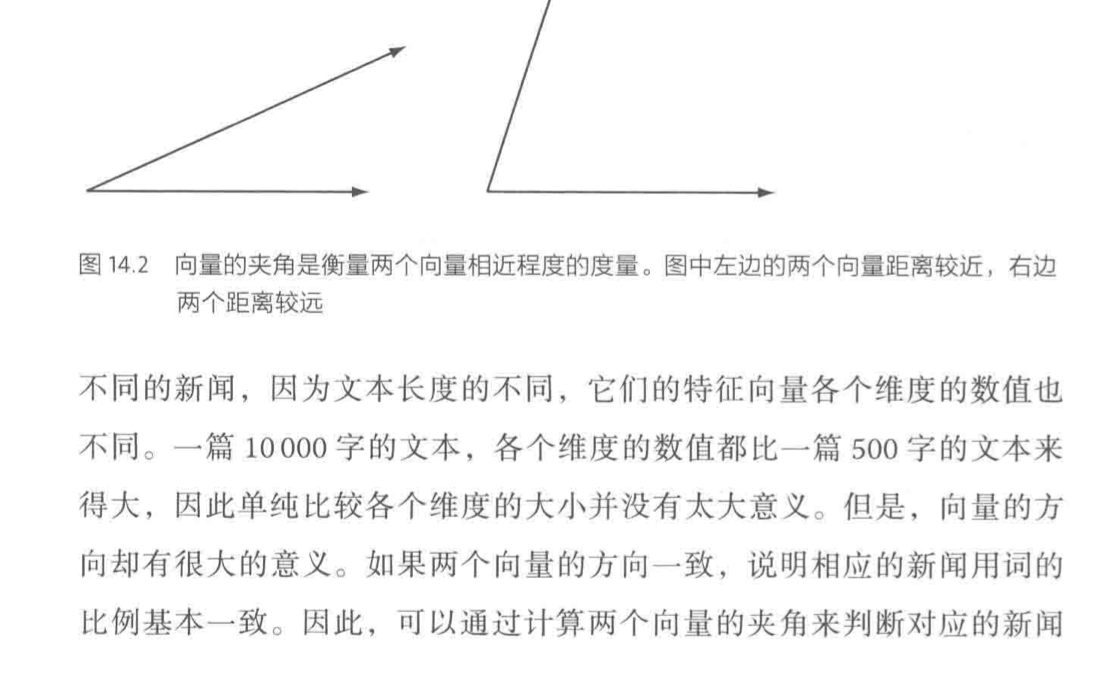 图 14.2 向量的夹角是衡量两个向量相近程度的度量。图中左边的两个向量距离较近，右边
两个距离较远
不同的新闻，因为文本长度的不同，它们的特征向量各个维度的数值也
不同。一篇 10 000 字的文本，各个维度的数值都比一篇 500 字的文本来
得大，因此单纯比较各个维度的大小并没有太大意义。但是，向量的方
向却有很大的意义。如果两个向量的方向一致，说明相应的新闻用词的
比例基本一致。因此，可以通过计算两个向量的夹角来判断对应的新闻